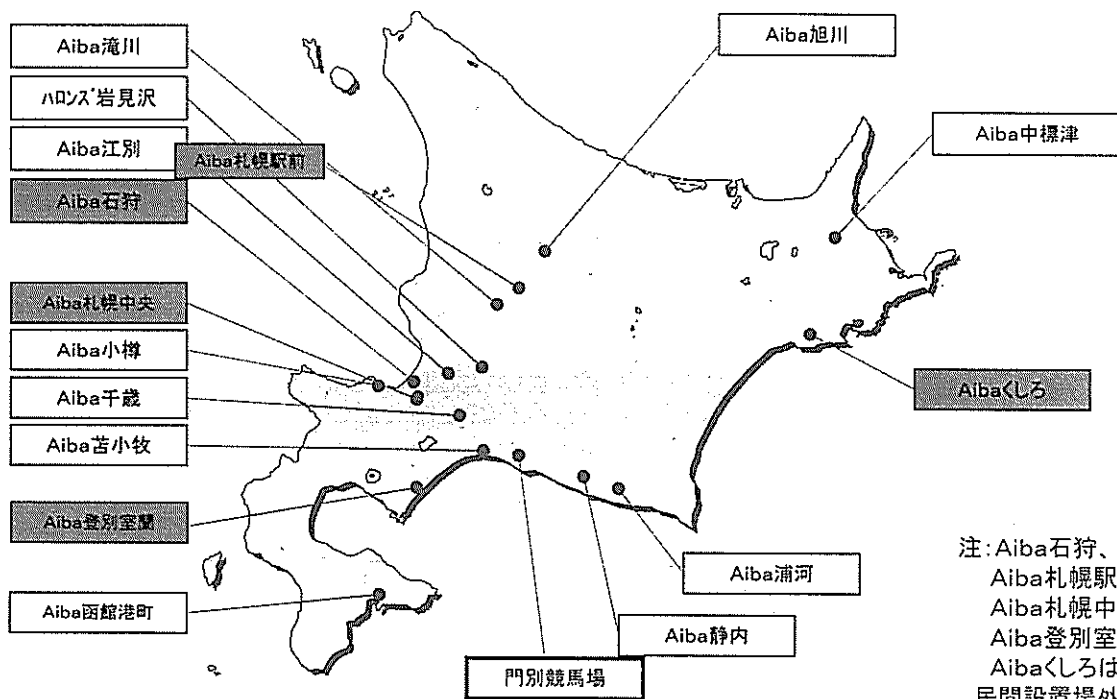 Aiba滝川
ハロンズ岩見沢
Aiba江別
Aiba札幌駅前
Aiba石狩
Aiba札幌中央
Aiba小樽
Aiba千歳
Aiba苫小牧
Aiba登別室蘭
Aiba函館港町
Aiba旭川
Aiba中標津
Aibaくしろ
Aiba浦河
Aiba静内
門別競馬場
注:Aiba石狩、
Aiba札幌駅
Aiba札幌中
Aiba登別室
Aibaくしろは
民間設置場外